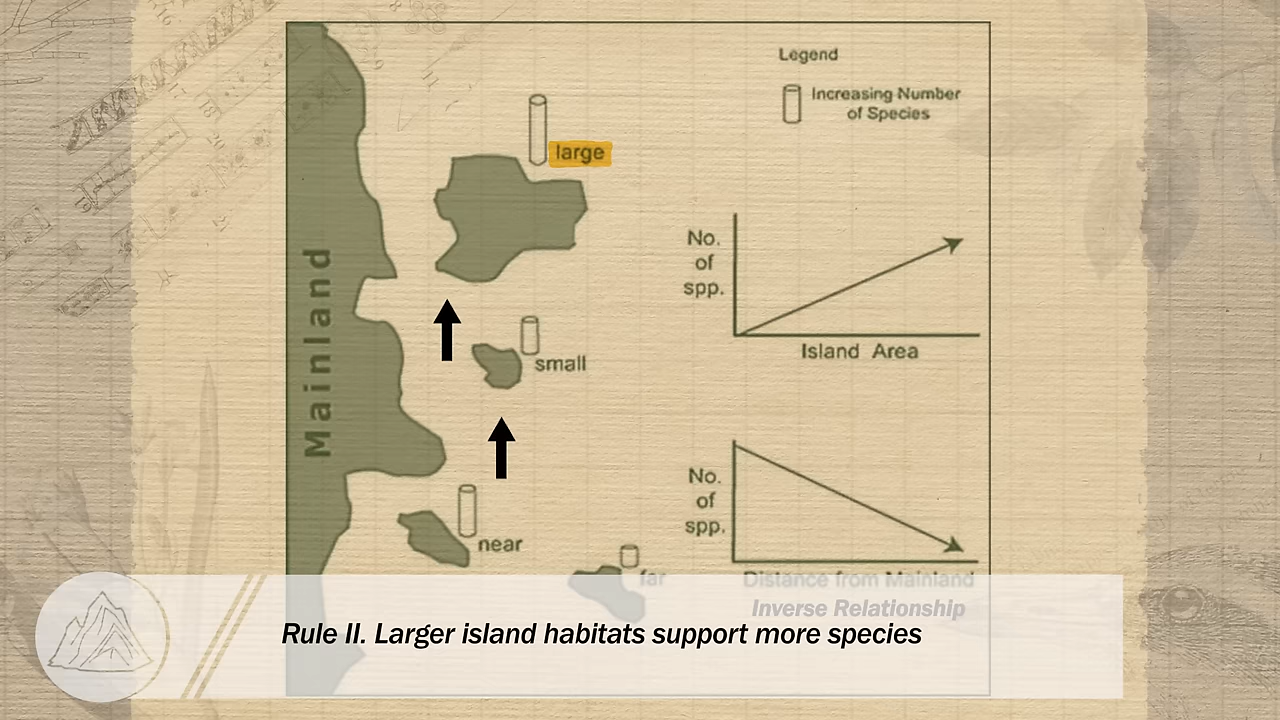 Legend
Increasing Number
of Species
large
Mainland
No.
of
spp.
Island Area
small
No.
of
spp.
near
far
Distance from Mainland
Inverse Relationship
Rule II. Larger island habitats support more species